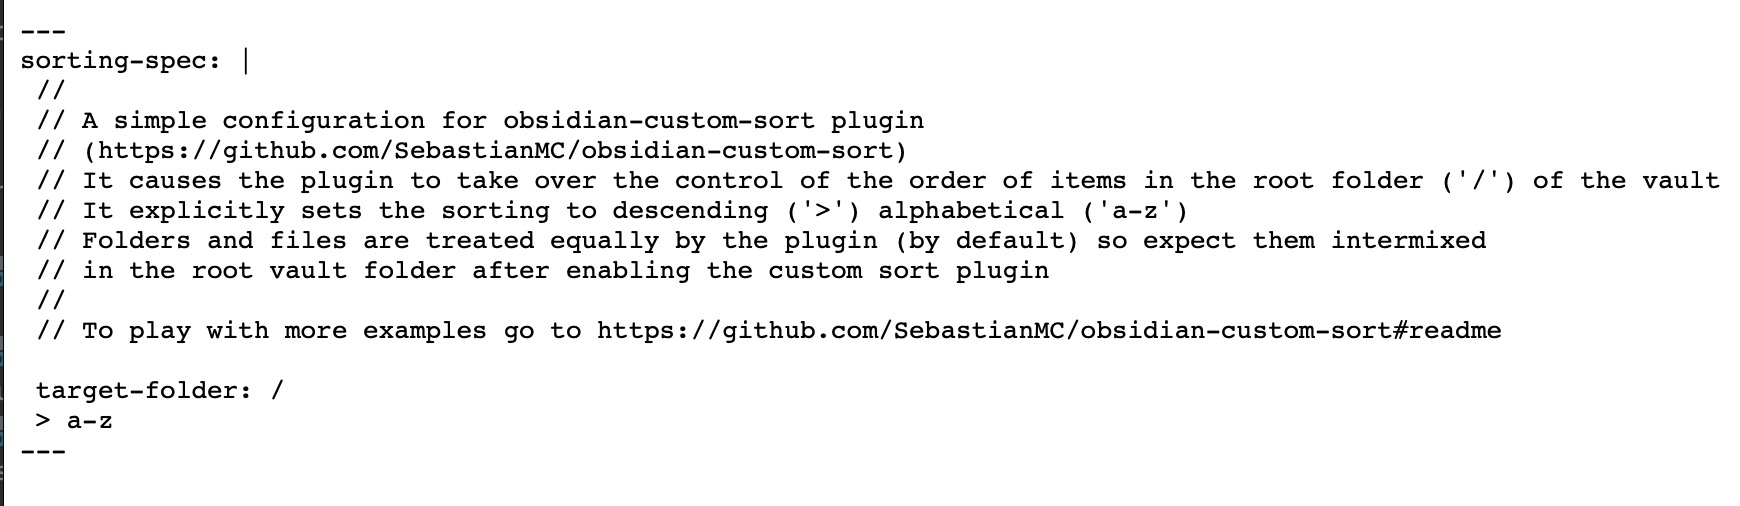 ---
sorting-spec: |
 //
 // A simple configuration for obsidian-custom-sort plugin
 // (https://github.com/SebastianMC/obsidian-custom-sort)
 // It causes the plugin to take over the control of the order of items in the root folder ('/') of the vault
 // It explicitly sets the sorting to descending ('>') alphabetical ('a-z')
 // Folders and files are treated equally by the plugin (by default) so expect them intermixed
 // in the root vault folder after enabling the custom sort plugin
 //
 // To play with more examples go to https://github.com/SebastianMC/obsidian-custom-sort#readme

 target-folder: /
 > a-z
---